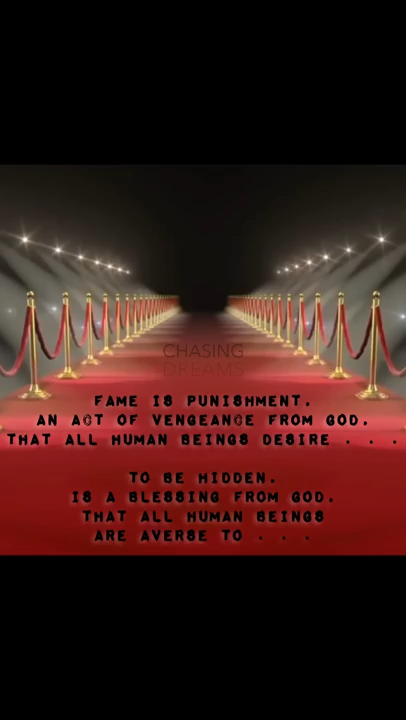 CHASING
DREAMS
FAME IS PUNISHMENT.
AN ACT OF VENGEANCE FROM GOD.
THAT ALL HUMAN BEINGS DESIRE . . .
TO BE HIDDEN.
IS A BLESSING FROM GOD.
THAT ALL HUMAN BEINGS
ARE AVERSE TO . . .